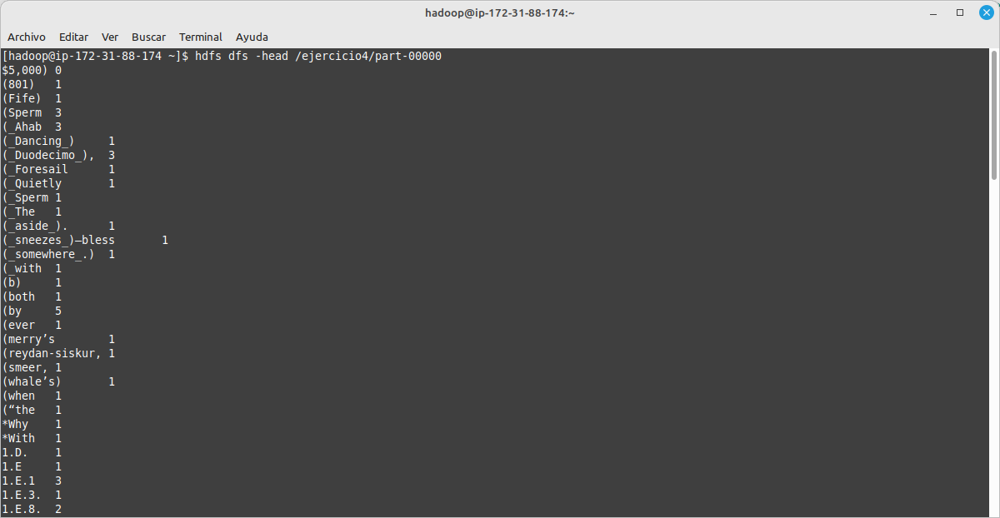 hadoop@ip-172-31-88-174:~
Archivo Editar Ver Buscar Terminal Ayuda
[hadoop@ip-172-31-88-174 ~]$ hdfs dfs -head /ejercicio4/part-00000
$5,000) 0
(801) 1
(Fife) 1
(Sperm 3
(_Ahab 3
(_Dancing_) 1
(_Duodecimo_), 3
(_Foresail 1
(_Quietly 1
(_Sperm 1
(_The 1
(_aside_). 1
(_sneezes_)—bless 1
(_somewhere_.) 1
(_with 1
(b) 1
(both 1
(by 5
(ever 1
(merry’s 1
(reydan-siskur, 1
(smeer, 1
(whale’s) 1
(when 1
(“the 1
*Why 1
*With 1
1.D. 1
1.E 1
1.E.1 3
1.E.3. 1
1.E.8. 2